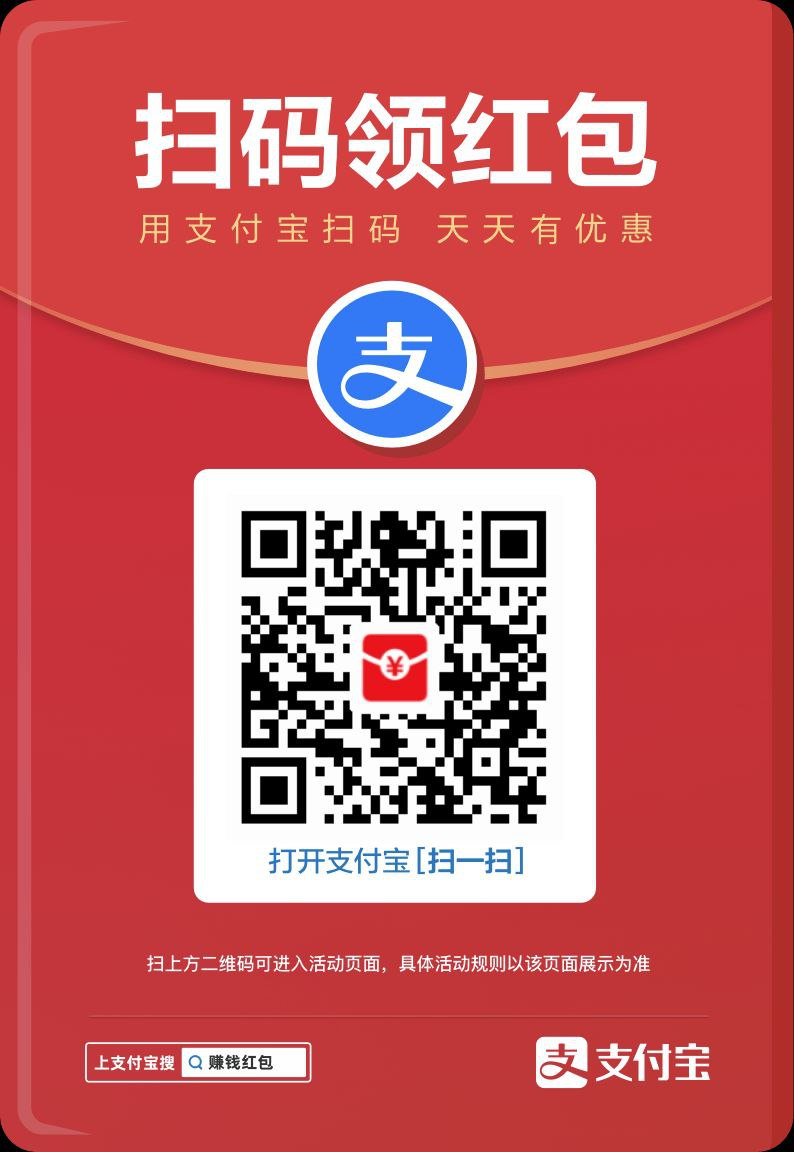 扫码领红包
用支付宝扫码 天天有优惠
支
¥
打开支付宝[扫一扫]
扫上方二维码可进入活动页面，具体活动规则以该页面展示为准
上支付宝搜 赚钱红包
支 支付宝